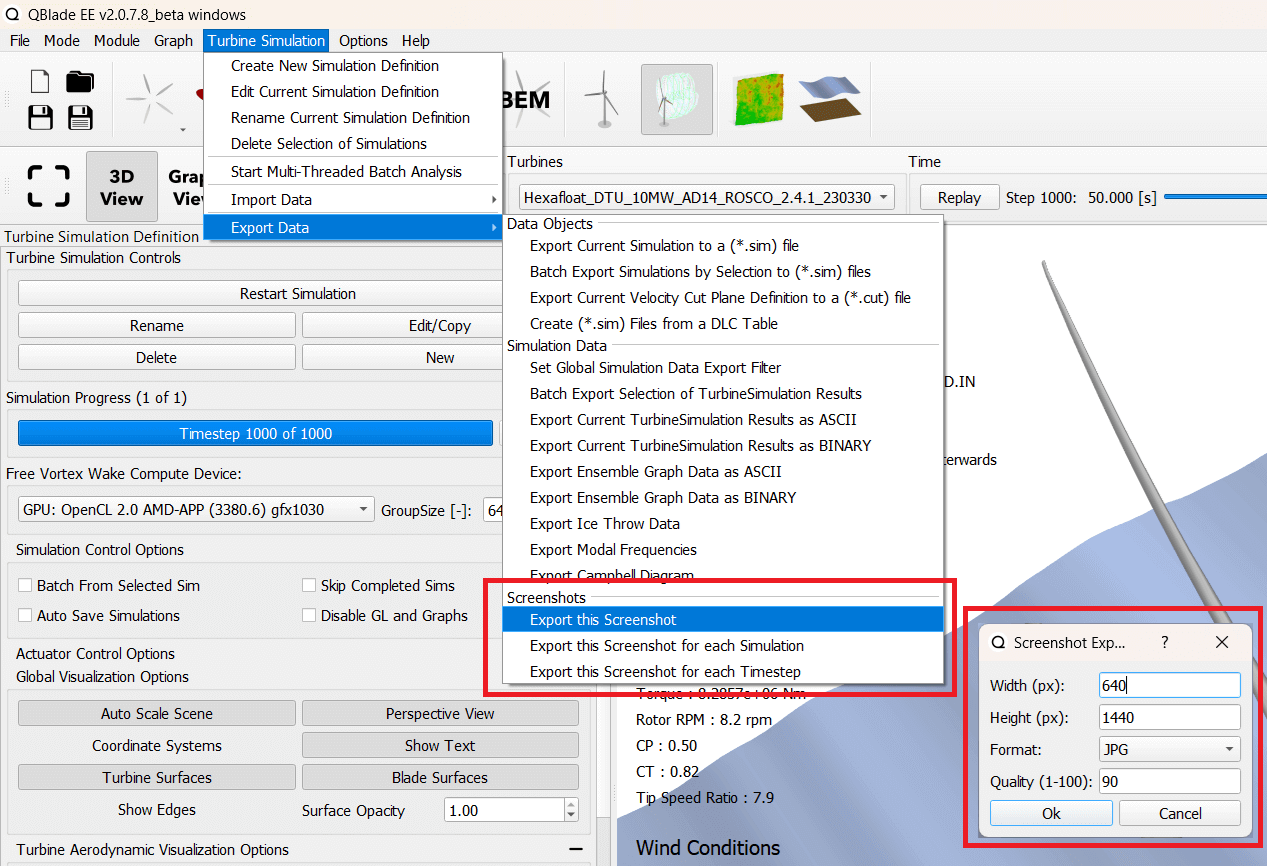 QBlade EE v2.0.7.8_beta windows
File Mode Module Graph Turbine Simulation Options Help
Create New Simulation Definition
Edit Current Simulation Definition
Rename Current Simulation Definition
Delete Selection of Simulations
Start Multi-Threaded Batch Analysis
Import Data
Export Data
BEM
3D
View
Grap
Vie
Turbines
Hexafloat_DTU_10MW_AD14_ROSCO_2.4.1_230330
Time
Replay Step 1000: 50.000 [s]
Data Objects
Export Current Simulation to a (*.sim) file
Batch Export Simulations by Selection to (*.sim) files
Export Current Velocity Cut Plane Definition to a (*.cut) file
Create (*.sim) Files from a DLC Table
Simulation Data
Set Global Simulation Data Export Filter
Batch Export Selection of TurbineSimulation Results
Export Current TurbineSimulation Results as ASCII
Export Current TurbineSimulation Results as BINARY
Export Ensemble Graph Data as ASCII
Export Ensemble Graph Data as BINARY
Export Ice Throw Data
Export Modal Frequencies
Export Campbell Diagram
Screenshots
Export this Screenshot
Export this Screenshot for each Simulation
Export this Screenshot for each Timestep
Turbine Simulation Definition
Turbine Simulation Controls
Restart Simulation
Rename Edit/Copy
Delete New
Simulation Progress (1 of 1)
Timestep 1000 of 1000
Free Vortex Wake Compute Device:
GPU: OpenCL 2.0 AMD-APP (3380.6) gfx1030 GroupSize [-]: 64
Simulation Control Options
Batch From Selected Sim Skip Completed Sims
Auto Save Simulations Disable GL and Graphs
Actuator Control Options
Global Visualization Options
Auto Scale Scene Perspective View
Coordinate Systems Show Text
Turbine Surfaces Blade Surfaces
Show Edges Surface Opacity 1.00
Turbine Aerodynamic Visualization Options
D.IN
terwards
Torque : 8.2857e+06 Nm
Rotor RPM : 8.2 rpm
CP : 0.50
CT : 0.82
Tip Speed Ratio : 7.9
Wind Conditions
Screenshot Exp... ?
Width (px): 640
Height (px): 1440
Format: JPG
Quality (1-100): 90
Ok Cancel